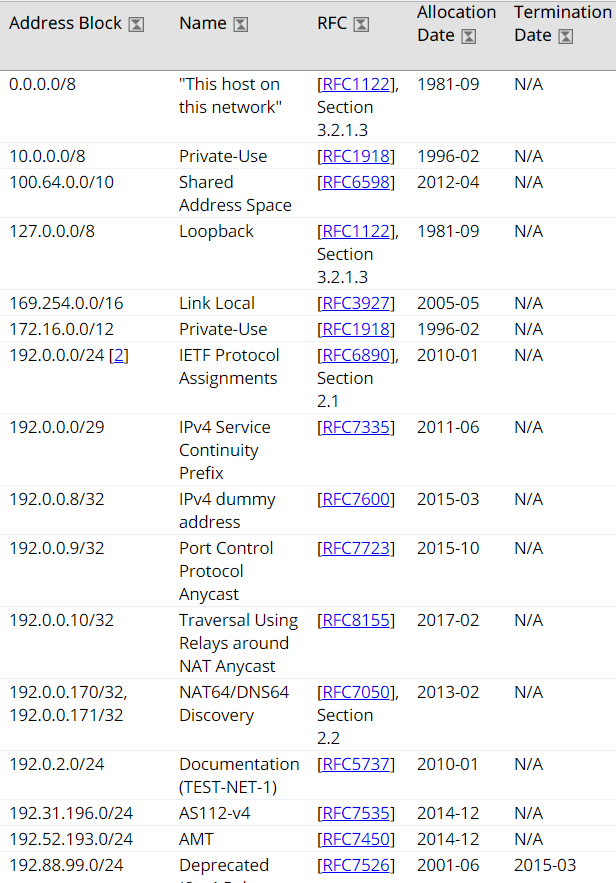 Address Block Name RFC Allocation Date Termination Date
0.0.0.0/8 "This host on this network" [RFC1122], Section 3.2.1.3 1981-09 N/A
10.0.0.0/8 Private-Use [RFC1918] 1996-02 N/A
100.64.0.0/10 Shared Address Space [RFC6598] 2012-04 N/A
127.0.0.0/8 Loopback [RFC1122], Section 3.2.1.3 1981-09 N/A
169.254.0.0/16 Link Local [RFC3927] 2005-05 N/A
172.16.0.0/12 Private-Use [RFC1918] 1996-02 N/A
192.0.0.0/24 [2] IETF Protocol Assignments [RFC6890], Section 2.1 2010-01 N/A
192.0.0.0/29 IPv4 Service Continuity Prefix [RFC7335] 2011-06 N/A
192.0.0.8/32 IPv4 dummy address [RFC7600] 2015-03 N/A
192.0.0.9/32 Port Control Protocol Anycast [RFC7723] 2015-10 N/A
192.0.0.10/32 Traversal Using Relays around NAT Anycast [RFC8155] 2017-02 N/A
192.0.0.170/32, 192.0.0.171/32 NAT64/DNS64 Discovery [RFC7050], Section 2.2 2013-02 N/A
192.0.2.0/24 Documentation (TEST-NET-1) [RFC5737] 2010-01 N/A
192.31.196.0/24 AS112-v4 [RFC7535] 2014-12 N/A
192.52.193.0/24 AMT [RFC7450] 2014-12 N/A
192.88.99.0/24 Deprecated [RFC7526] 2001-06 2015-03